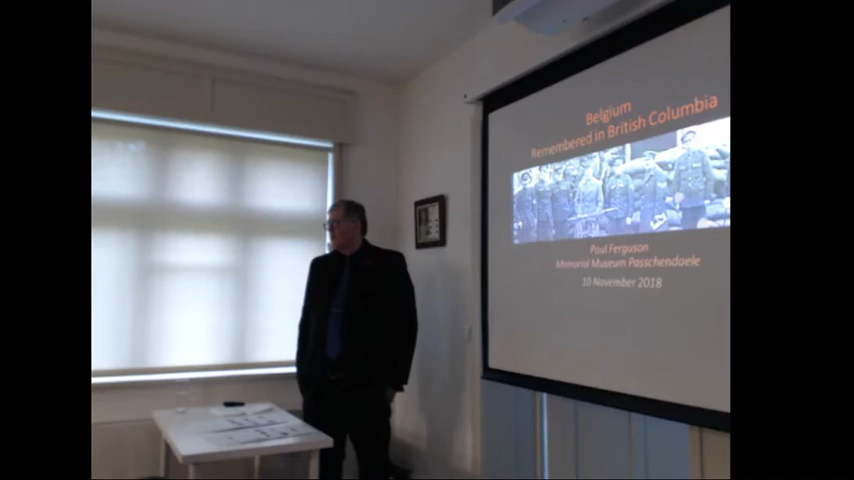 Belgium
Remembered in British Columbia
Paul Ferguson
Memorial Museum Passchendaele
10 November 2018